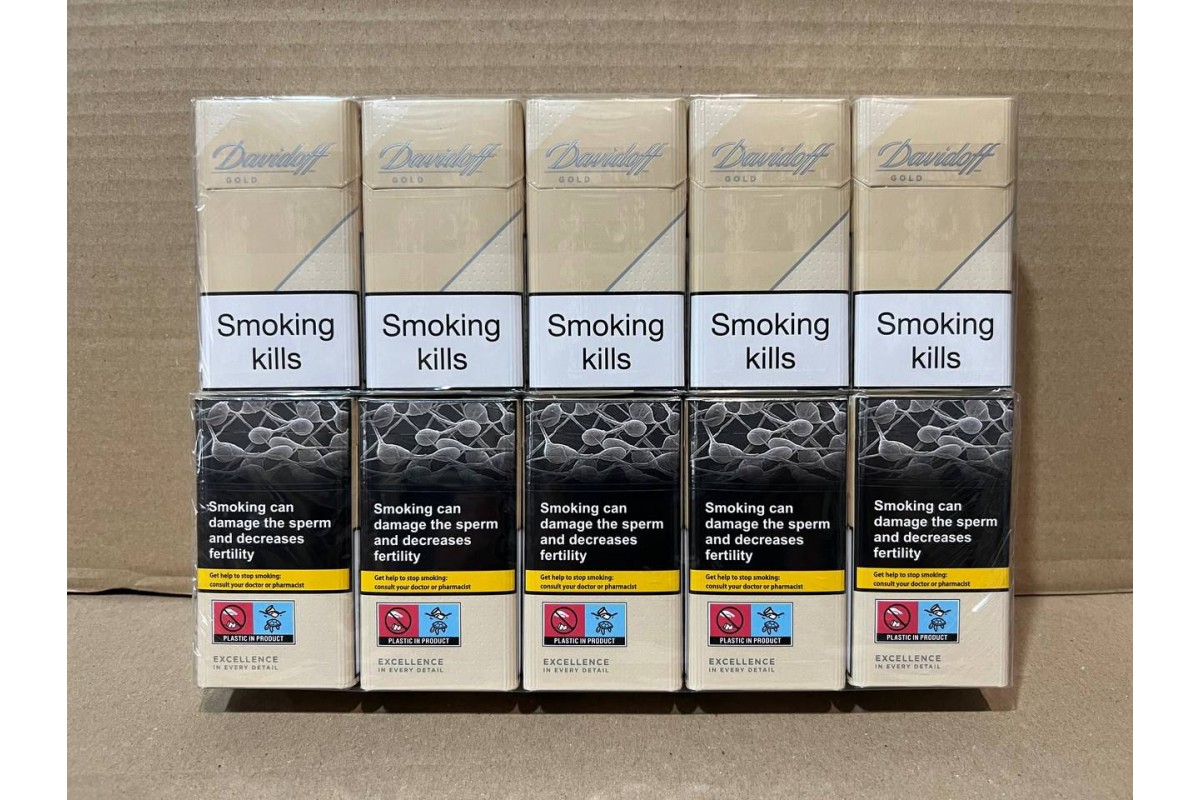 Davidoff Davidoff Davidoff Davidoff Davidoff
GOLD GOLD GOLD GOLD GOLD
Smoking Smoking Smoking Smoking Smoking
kills kills kills kills kills
Smoking can Smoking can Smoking can Smoking can Smoking can
damage the sperm damage the sperm damage the sperm damage the sperm damage the sperm
and decreases and decreases and decreases and decreases and decreases
fertility fertility fertility fertility fertility
Get help to stop smoking: Get help to stop smoking: Get help to stop smoking: Get help to stop smoking: Get help to stop smoking:
consult your doctor or pharmacist consult your doctor or pharmacist consult your doctor or pharmacist consult your doctor or pharmacist consult your doctor or pharmacist
PLASTIC IN PRODUCT PLASTIC IN PRODUCT PLASTIC IN PRODUCT PLASTIC IN PRODUCT PLASTIC IN PRODUCT
EXCELLENCE EXCELLENCE EXCELLENCE EXCELLENCE EXCELLENCE
IN EVERY DETAIL IN EVERY DETAIL IN EVERY DETAIL IN EVERY DETAIL IN EVERY DETAIL